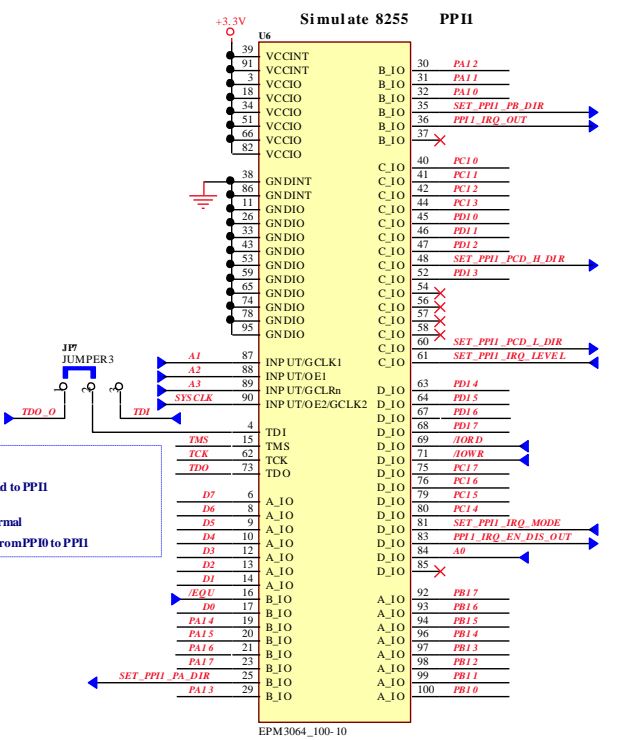 Simulate 8255 PPI1
+3.3V
U6
39 VCCINT
91 VCCINT
3 VCCIO
18 VCCIO
34 VCCIO
51 VCCIO
66 VCCIO
82 VCCIO
38 GNDINT
86 GNDINT
11 GNDIO
26 GNDIO
33 GNDIO
43 GNDIO
53 GNDIO
59 GNDIO
65 GNDIO
74 GNDIO
78 GNDIO
95 GNDIO
A1 87 INPUT/GCLK1
A2 88 INPUT/OE1
A3 89 INPUT/GCLRn
SYSCLK 90 INPUT/OE2/GCLK2
JP7
JUMPER3
1 2 3
TDO_O TDI
4 TDI
TMS 15 TMS
TCK 62 TCK
TDO 73 TDO
d to PPI1
rmal
from PPI0 to PPI1
D7 6 A_IO
D6 8 A_IO
D5 9 A_IO
D4 10 A_IO
D3 12 A_IO
D2 13 A_IO
D1 14 A_IO
/EQU 16 B_IO
D0 17 B_IO
PA14 19 B_IO
PA15 20 B_IO
PA16 21 B_IO
PA17 23 B_IO
SET_PPI1_PA_DIR 25 B_IO
PA13 29 B_IO
B_IO 30 PA12
B_IO 31 PA11
B_IO 32 PA10
B_IO 35 SET_PPI1_PB_DIR
B_IO 36 PPI1_IRQ_OUT
B_IO 37
C_IO 40 PC10
C_IO 41 PC11
C_IO 42 PC12
C_IO 44 PC13
C_IO 45 PD10
C_IO 46 PD11
C_IO 47 PD12
C_IO 48 SET_PPI1_PCD_H_DIR
C_IO 52 PD13
C_IO 54
C_IO 56
C_IO 57
C_IO 58
C_IO 60 SET_PPI1_PCD_L_DIR
C_IO 61 SET_PPI1_IRQ_LEVEL
D_IO 63 PD14
D_IO 64 PD15
D_IO 67 PD16
D_IO 68 PD17
D_IO 69 /IORD
D_IO 71 /IOWR
D_IO 75 PC17
D_IO 76 PC16
D_IO 79 PC15
D_IO 80 PC14
D_IO 81 SET_PPI1_IRQ_MODE
D_IO 83 PPI1_IRQ_EN_DIS_OUT
D_IO 84 A0
D_IO 85
A_IO 92 PB17
A_IO 93 PB16
A_IO 94 PB15
A_IO 96 PB14
A_IO 97 PB13
A_IO 98 PB12
A_IO 99 PB11
A_IO 100 PB10
EPM3064_100-10